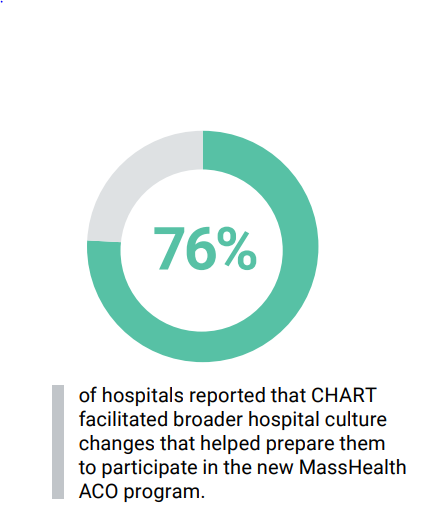 76%
of hospitals reported that CHART
facilitated broader hospital culture
changes that helped prepare them
to participate in the new MassHealth
ACO program.